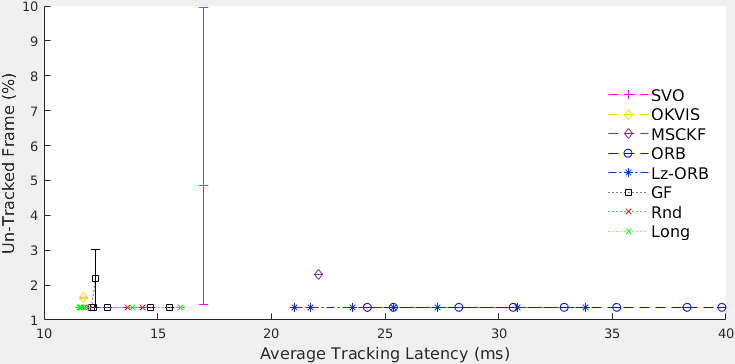 10
9
8
7
6
5
4
3
2
1
Un-Tracked Frame (%)
SVO
OKVIS
MSCKF
ORB
Lz-ORB
GF
Rnd
Long
10 15 20 25 30 35 40
Average Tracking Latency (ms)